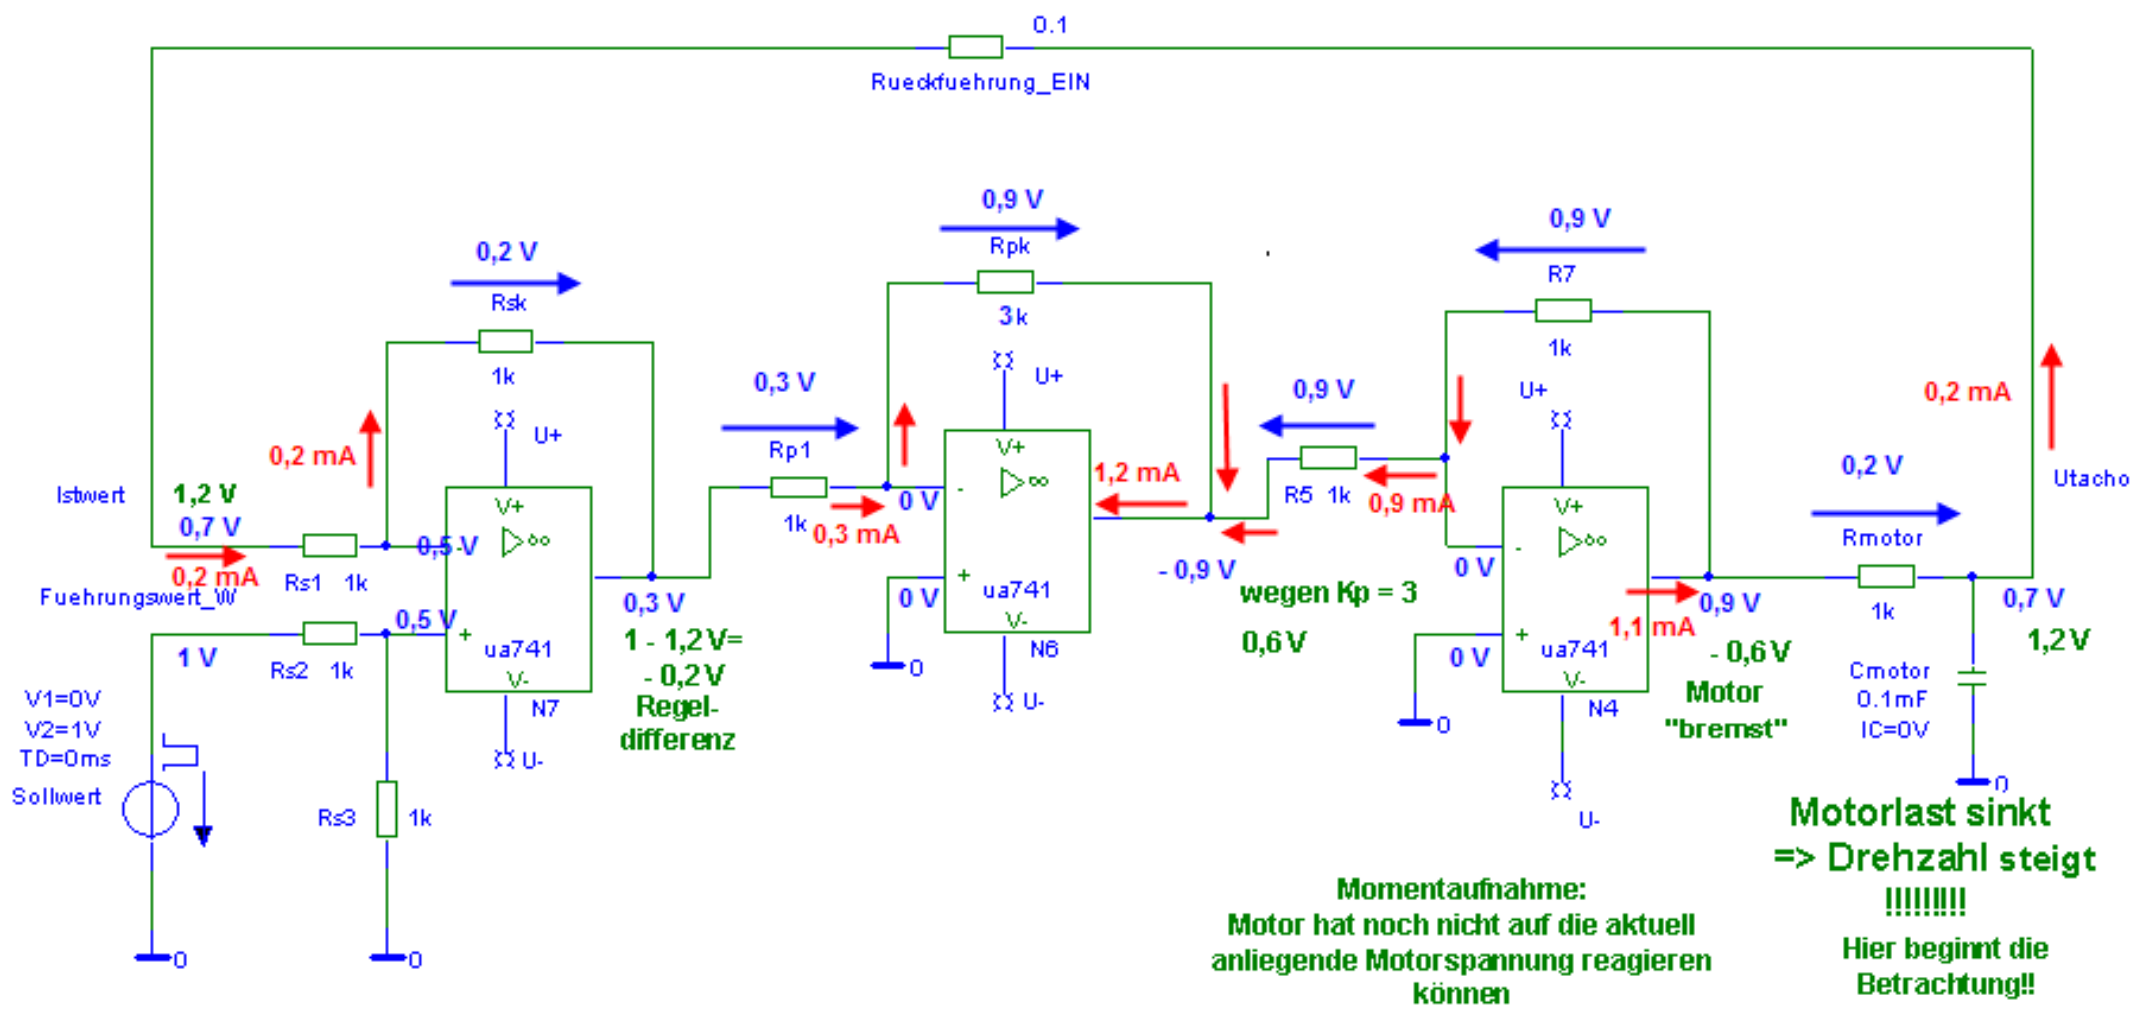 0.1
Rueckfuehrung_EIN
0,9 V
Rpk
3k
0,9 V
R7
1k
0,2 V
Rsk
1k
U+
U+
U+
0,3 V
Rp1
1k
0,3 mA
0,9 V
R5 1k
0,9 mA
0,2 mA
0,2 mA
0,2 V
Rmotor
1k
Utacho
Istwert
1,2 V
0,7 V
0,2 mA
Rs1 1k
0,5 V
-
V+
▷∞
Fuehrungswert_W
1 V
Rs2 1k
0,5 V
+
ua741
V-
N7
U-
0,3 V
1 - 1,2 V=
- 0,2 V
Regel-
differenz
0 V
-
V+
▷∞
1,2 mA
0 V
+
ua741
V-
N6
U-
0
- 0,9 V
wegen Kp = 3
0,6 V
0 V
-
V+
▷∞
0 V
+
ua741
V-
N4
U-
0
1,1 mA
0,9 V
- 0,6 V
Motor
"bremst"
0,7 V
1,2 V
Cmotor
0.1mF
IC=0V
0
V1=0V
V2=1V
TD=0ms
Sollwert
Rs3 1k
0
0
Motorlast sinkt
=> Drehzahl steigt
!!!!!!!!!
Hier beginnt die
Betrachtung!!
Momentaufnahme:
Motor hat noch nicht auf die aktuell
anliegende Motorspannung reagieren
können